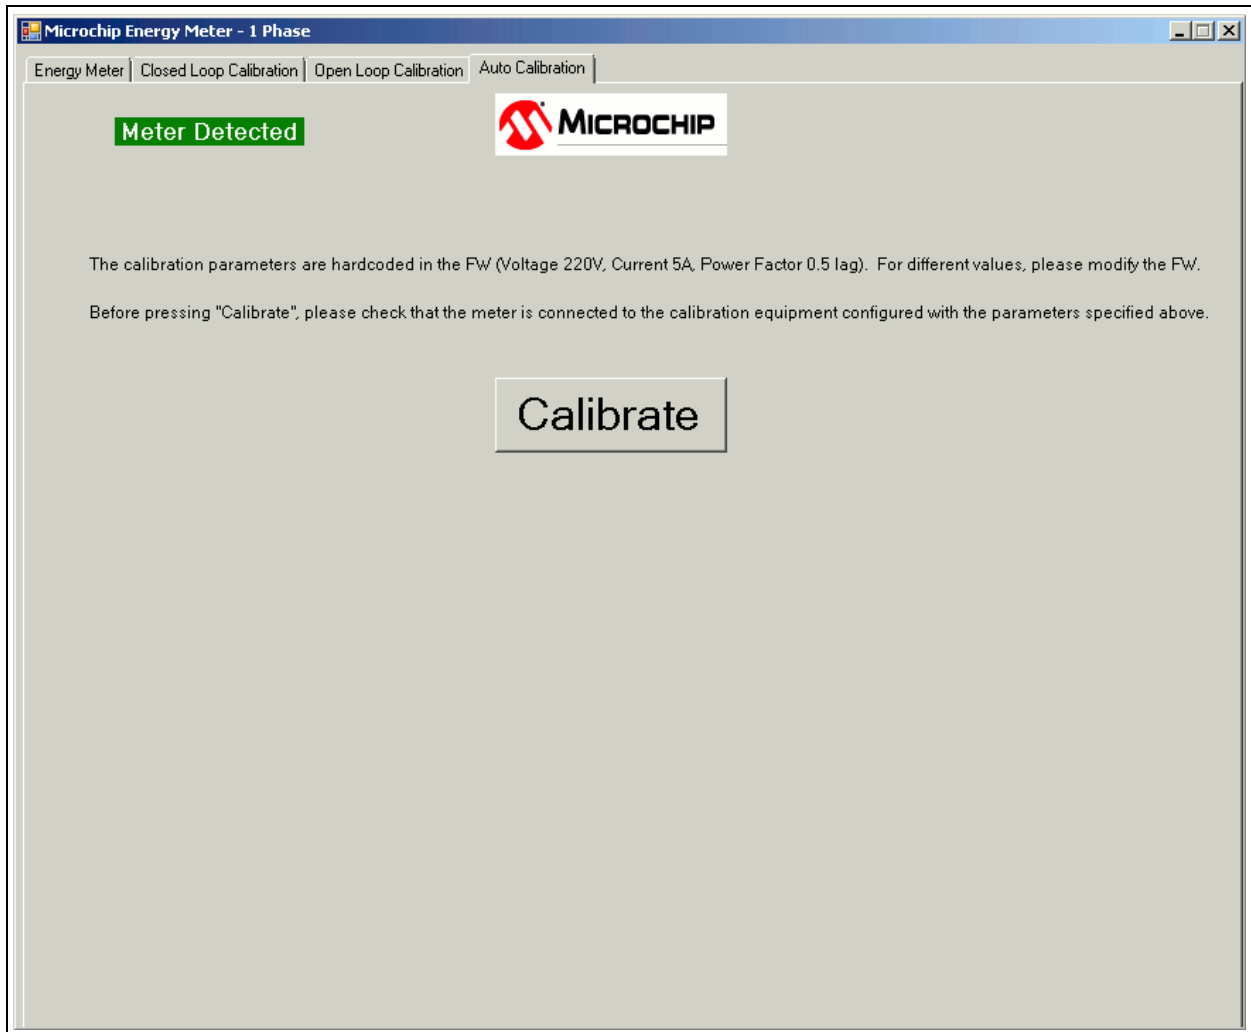 Microchip Energy Meter - 1 Phase
Energy Meter Closed Loop Calibration Open Loop Calibration Auto Calibration
Meter Detected
MICROCHIP
The calibration parameters are hardcoded in the FW (Voltage 220V, Current 5A, Power Factor 0.5 lag).  For different values, please modify the FW.
Before pressing "Calibrate", please check that the meter is connected to the calibration equipment configured with the parameters specified above.
Calibrate